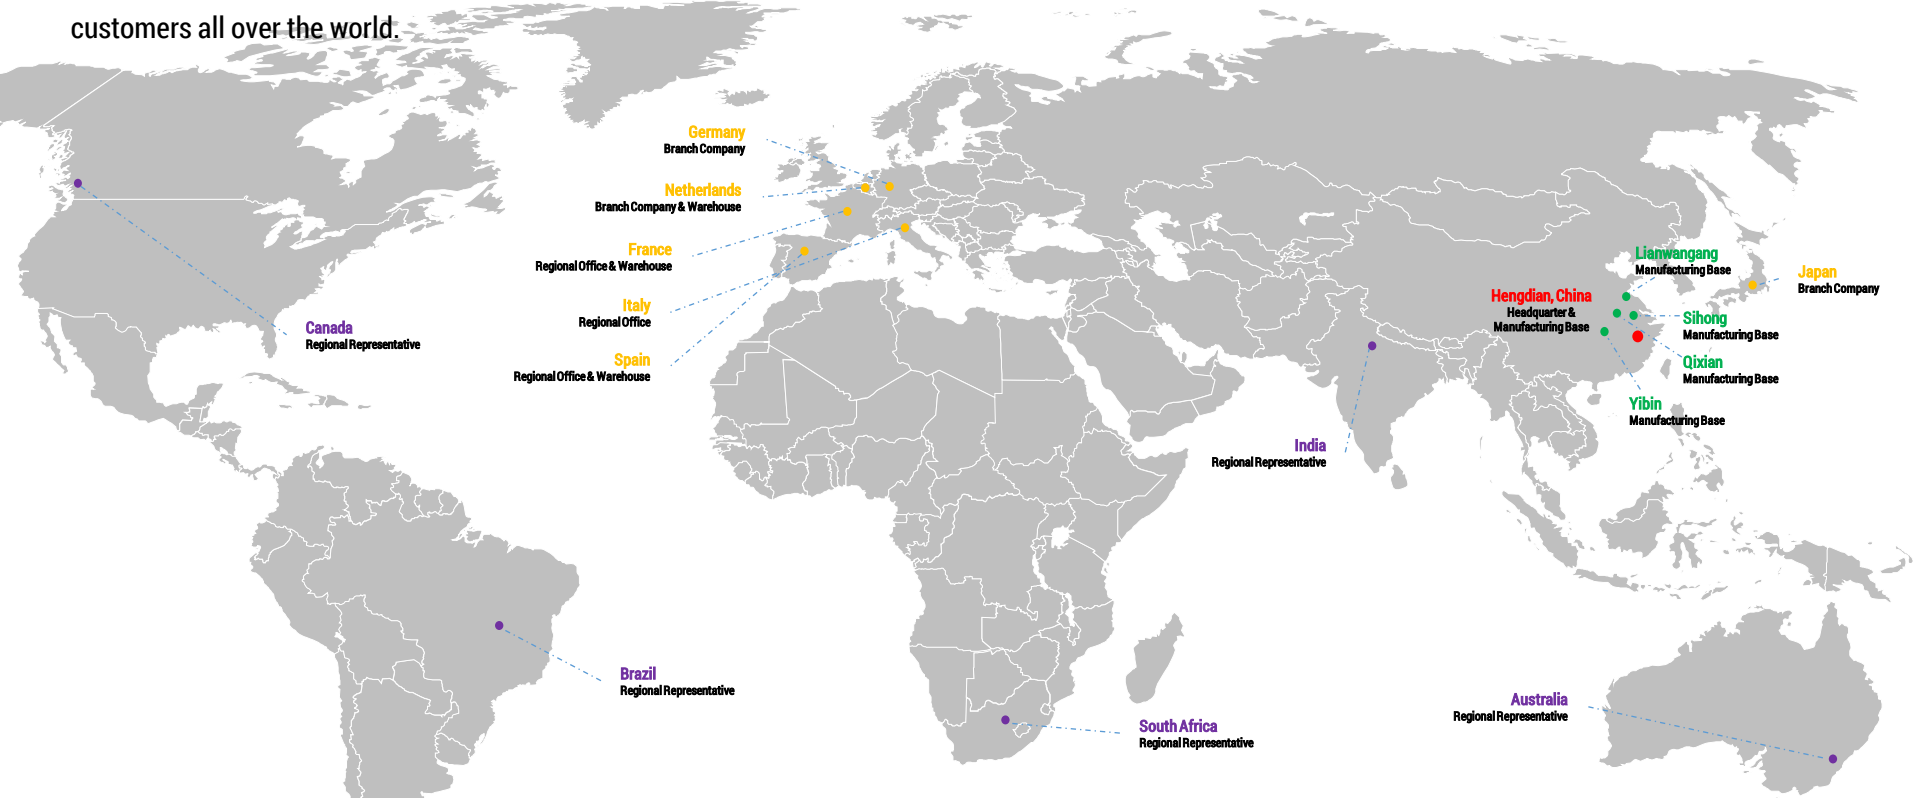 customers all over the world.
Germany
Branch Company
Netherlands
Branch Company & Warehouse
France
Regional Office & Warehouse
Italy
Regional Office
Spain
Regional Office & Warehouse
Canada
Regional Representative
Brazil
Regional Representative
South Africa
Regional Representative
India
Regional Representative
Australia
Regional Representative
Hengdian, China
Headquarter &
Manufacturing Base
Lianwangang
Manufacturing Base
Japan
Branch Company
Sihong
Manufacturing Base
Qixian
Manufacturing Base
Yibin
Manufacturing Base